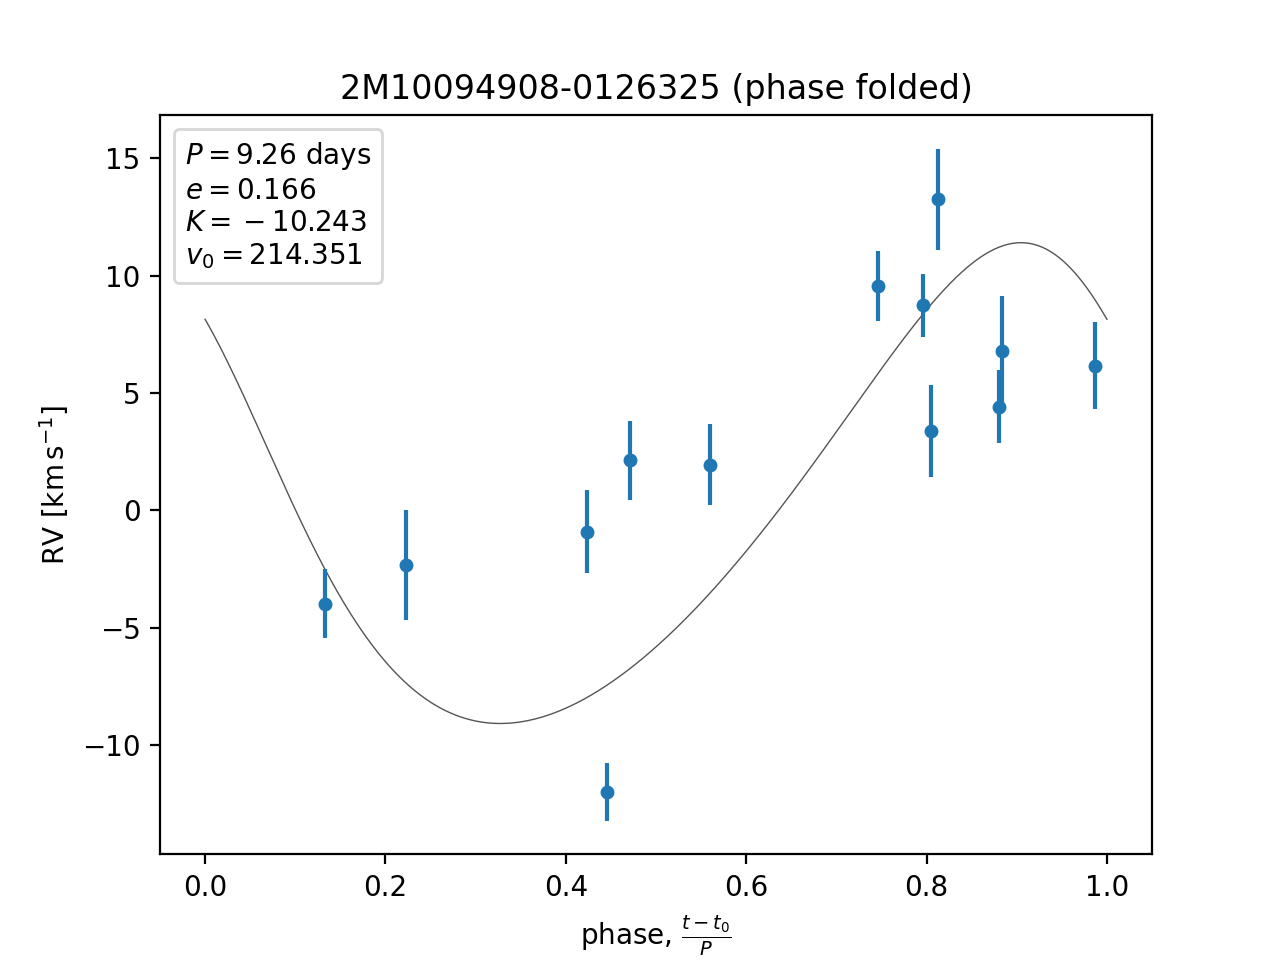 2M10094908-0126325 (phase folded)
P = 9.26 days
e = 0.166
K = −10.243
v₀ = 214.351
15
10
5
0
−5
−10
RV [km s⁻¹]
0.0 0.2 0.4 0.6 0.8 1.0
phase, (t − t₀)/P